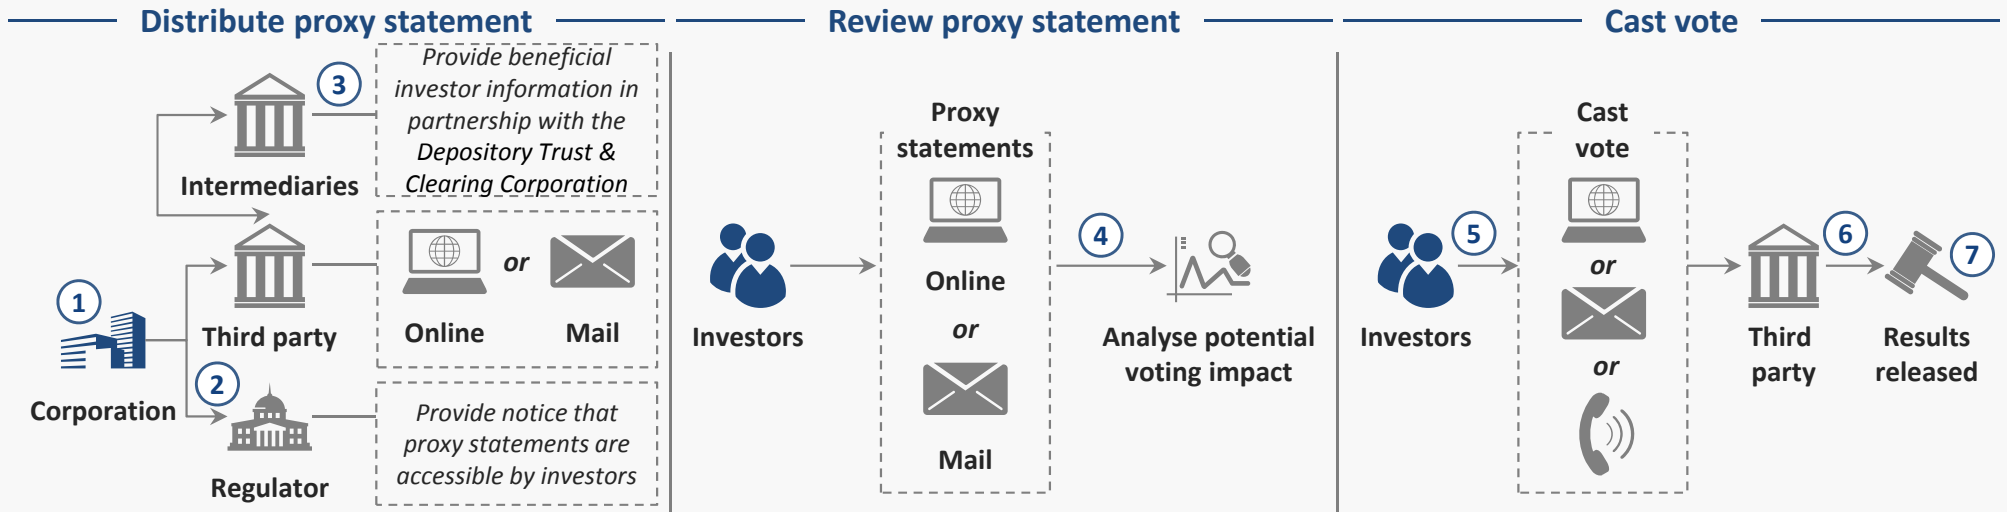 Distribute proxy statement
3
Provide beneficial
investor information in
partnership with the
Depository Trust &
Clearing Corporation
Intermediaries
1
Corporation
Third party
or
Online
Mail
2
Regulator
Provide notice that
proxy statements are
accessible by investors
Review proxy statement
Investors
Proxy
statements
Online
or
Mail
4
Analyse potential
voting impact
Cast vote
Investors
5
Cast
vote
or
or
Third
party
6
7
Results
released